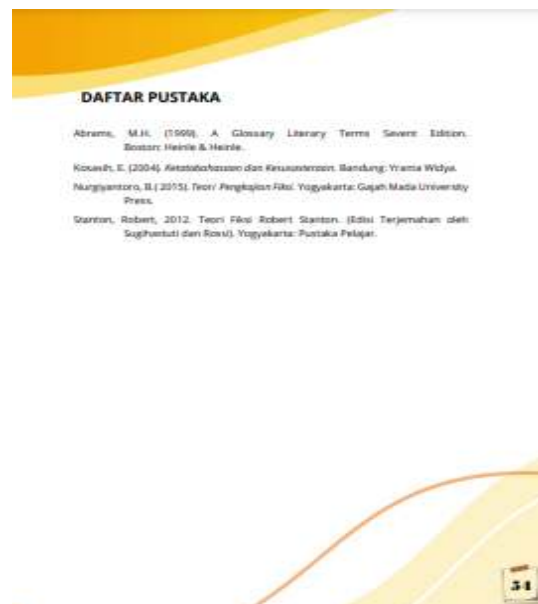 DAFTAR PUSTAKA
Abrams, M.H. (1999). A Glossary Literary Terms Sevent Edition.
Boston: Heinle & Heinle.
Kosasih, E. (2004). Ketatabahasaan dan Kesusasteraan. Bandung: Yrama Widya.
Nurgiyantoro, B.( 2015). Teori Pengkajian Fiksi. Yogyakarta: Gajah Mada University
Press.
Stanton, Robert, 2012. Teori Fiksi Robert Stanton. (Edisi Terjemahan oleh
Sugihastuti dan Rossi). Yogyakarta: Pustaka Pelajar.
54